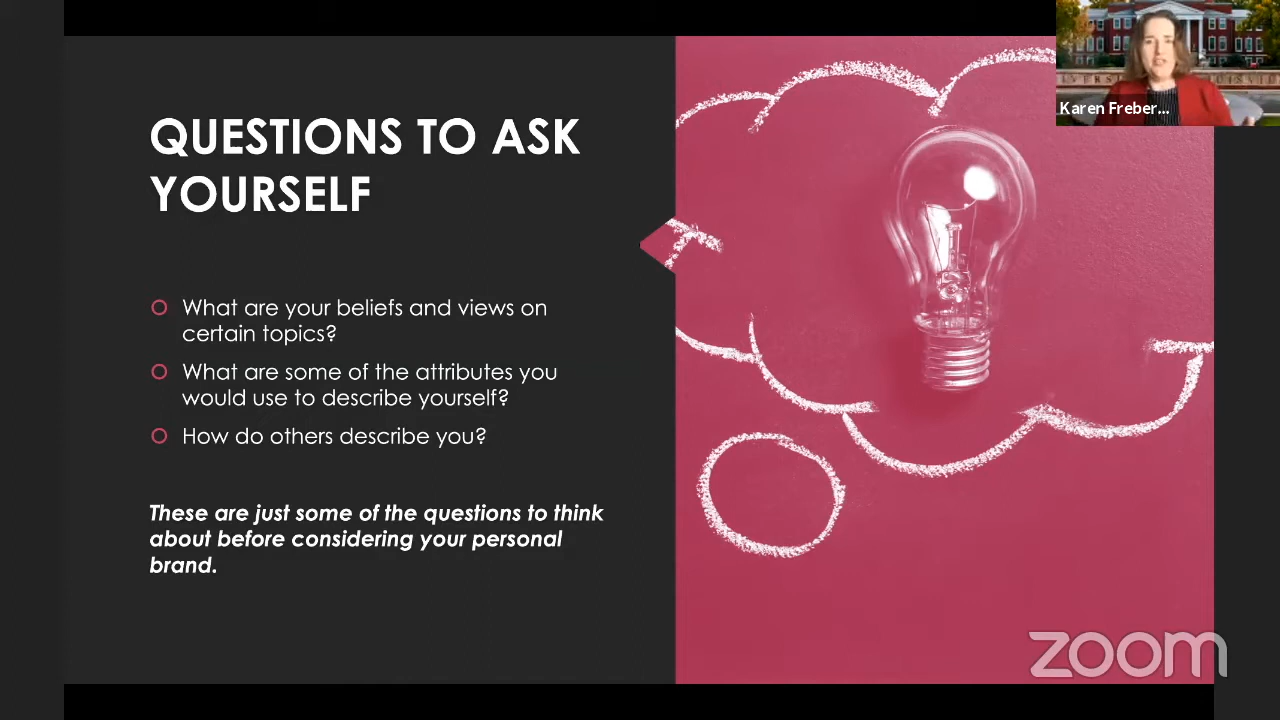 QUESTIONS TO ASK
YOURSELF
What are your beliefs and views on
certain topics?
What are some of the attributes you
would use to describe yourself?
How do others describe you?
These are just some of the questions to think
about before considering your personal
brand.
Karen Freber...
zoom